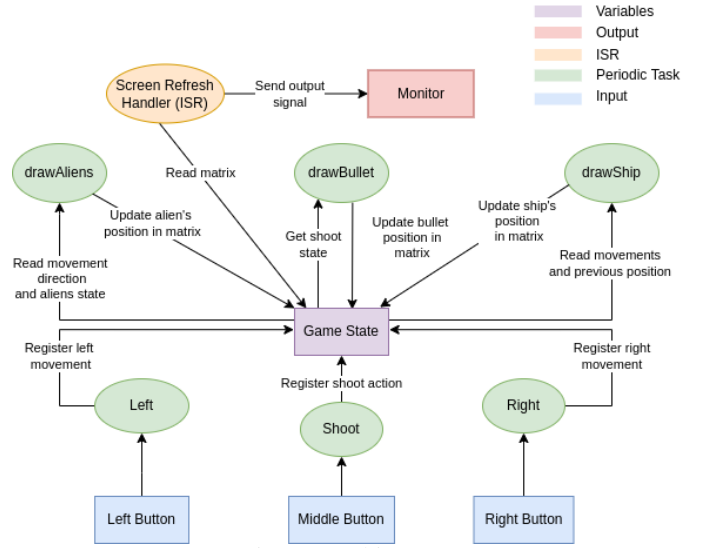 Variables
Output
ISR
Periodic Task
Input
Screen Refresh
Handler (ISR)
Send output
signal
Monitor
drawAliens
Read matrix
drawBullet
drawShip
Update alien's
position in matrix
Get shoot
state
Update bullet
position in
matrix
Update ship's
position
in matrix
Read movement
direction
and aliens state
Read movements
and previous position
Game State
Register left
movement
Register shoot action
Register right
movement
Left
Shoot
Right
Left Button
Middle Button
Right Button